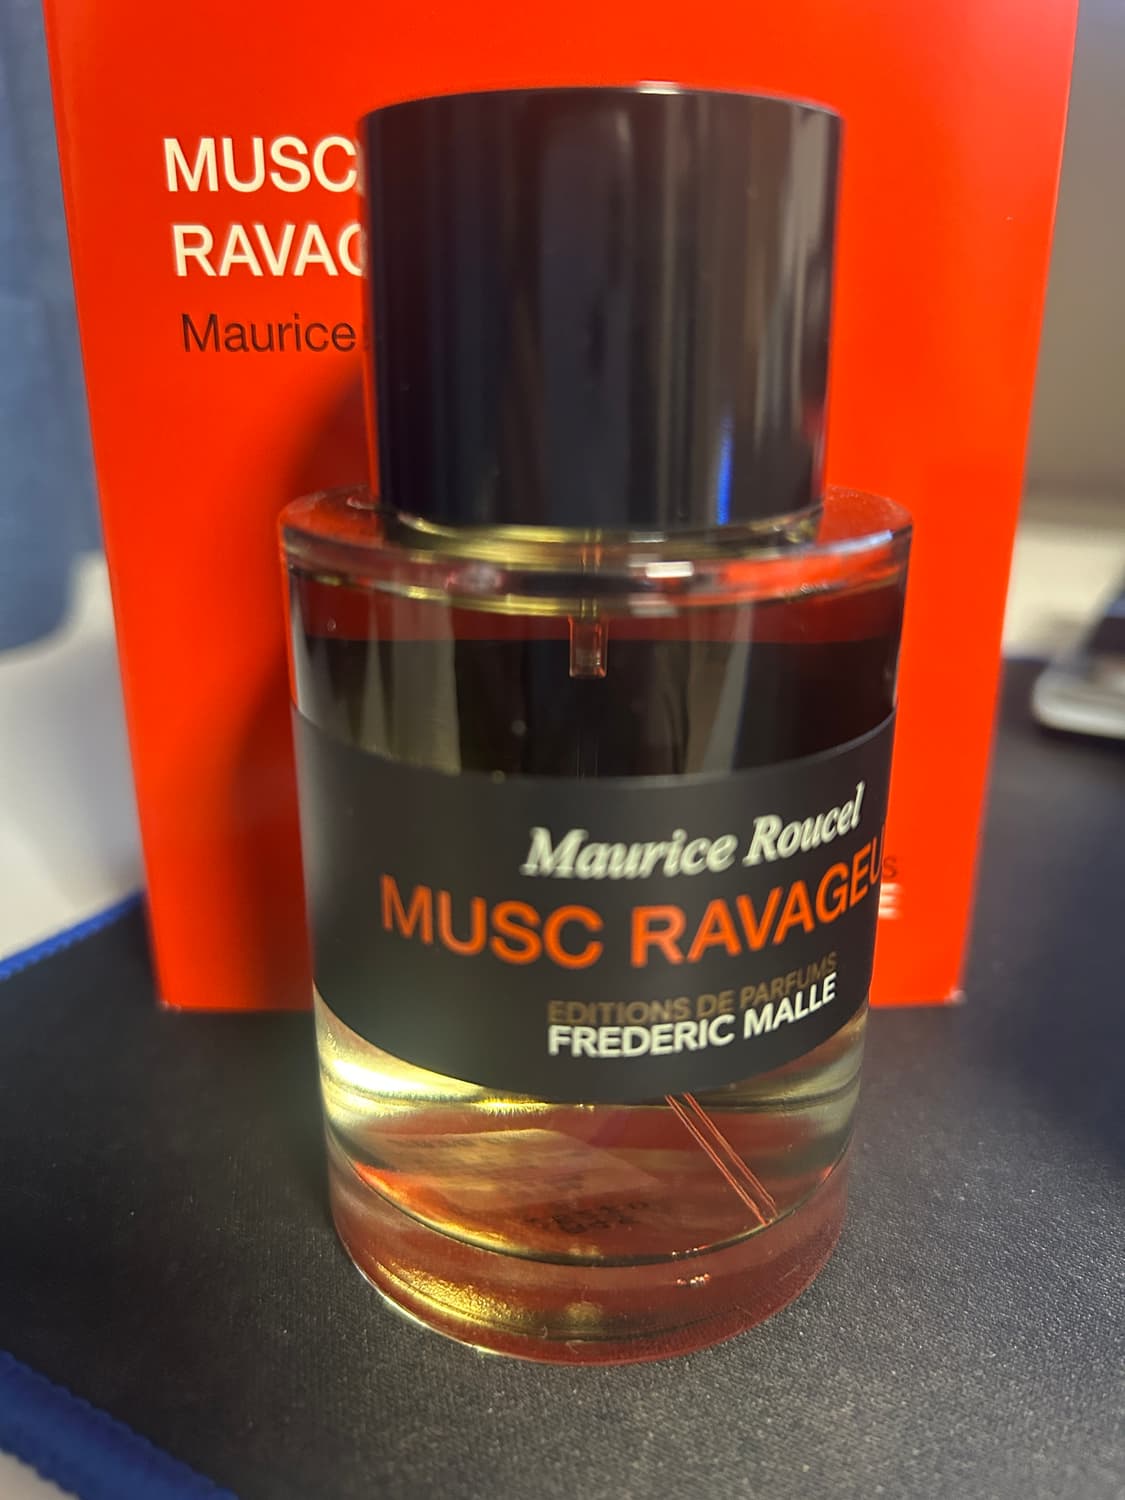 MUSC
RAVAG
Maurice
Maurice Roucel
MUSC RAVAGEU
EDITIONS DE PARFUMS
FREDERIC MALLE
S
E